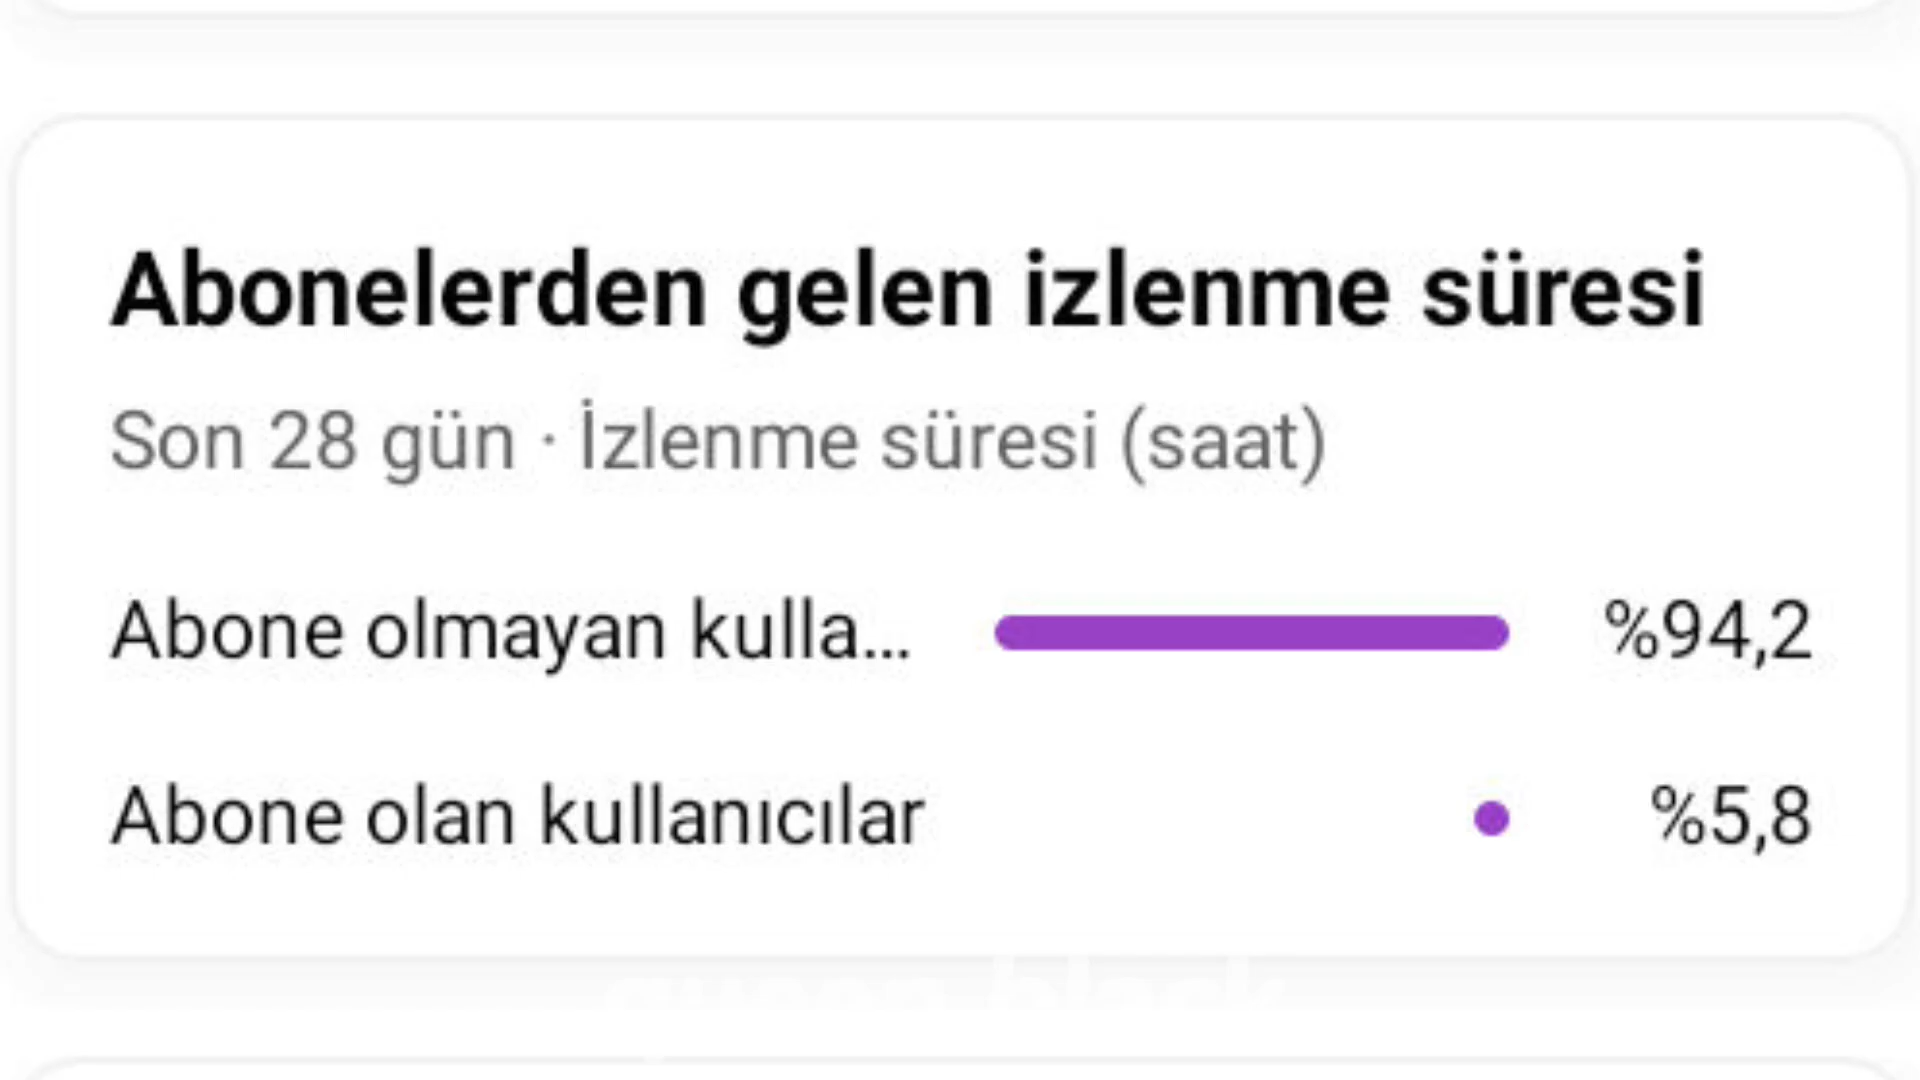 Abonelerden gelen izlenme süresi
Son 28 gün · İzlenme süresi (saat)
Abone olmayan kulla... %94,2
Abone olan kullanıcılar %5,8